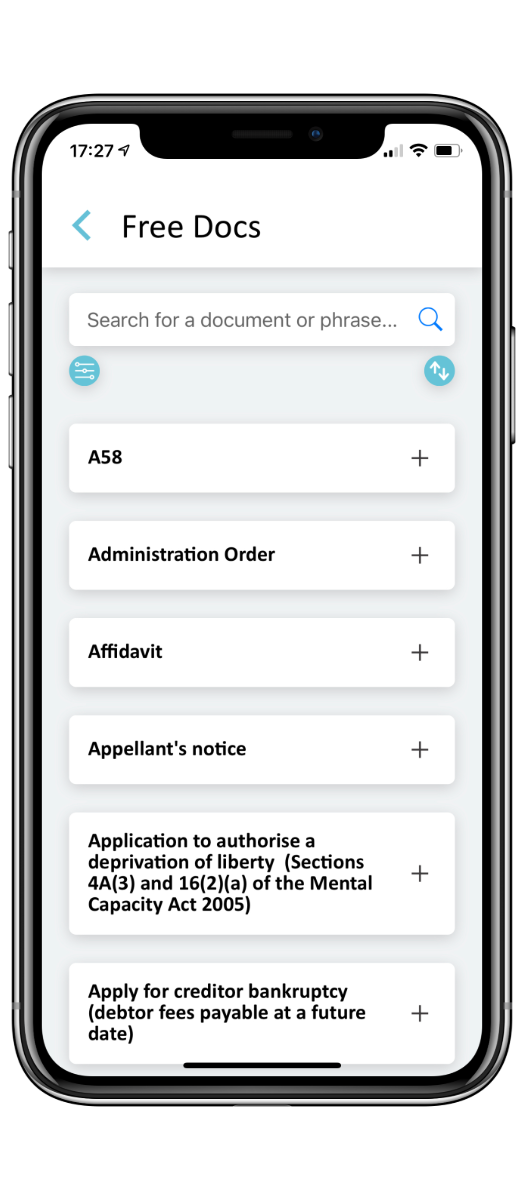 17:27
Free Docs
Search for a document or phrase...
A58
Administration Order
Affidavit
Appellant's notice
Application to authorise a
deprivation of liberty  (Sections
4A(3) and 16(2)(a) of the Mental
Capacity Act 2005)
Apply for creditor bankruptcy
(debtor fees payable at a future
date)